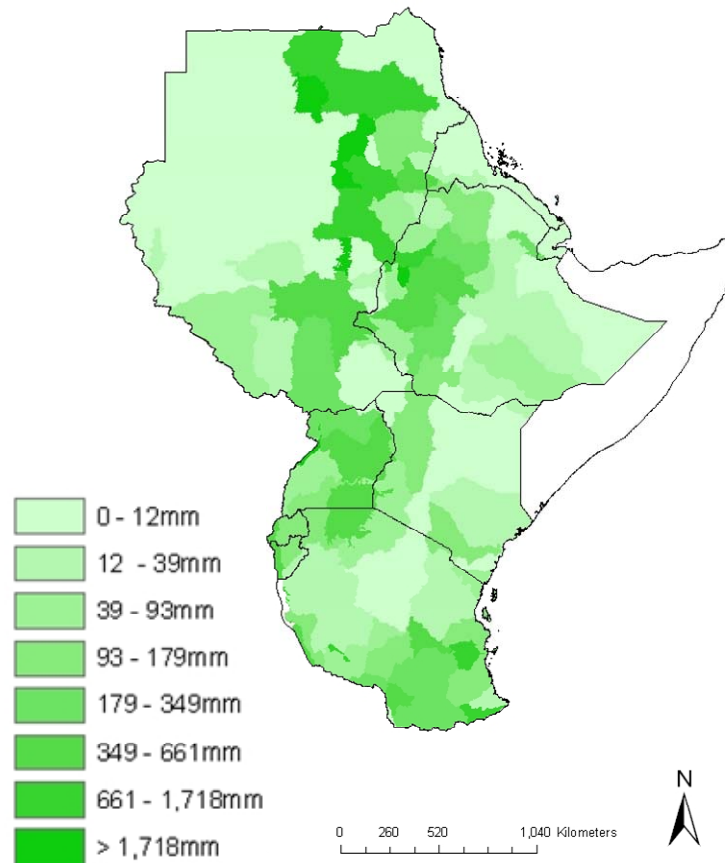 0 - 12mm
12 - 39mm
39 - 93mm
93 - 179mm
179 - 349mm
349 - 661mm
661 - 1,718mm
> 1,718mm
N
0 260 520 1,040 Kilometers